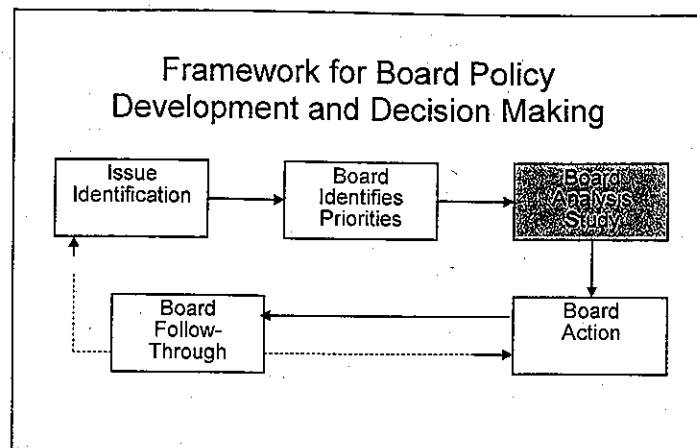 Framework for Board Policy
Development and Decision Making
Issue
Identification
Board
Identifies
Priorities
Board
Analysis
Study
Board
Follow-
Through
Board
Action